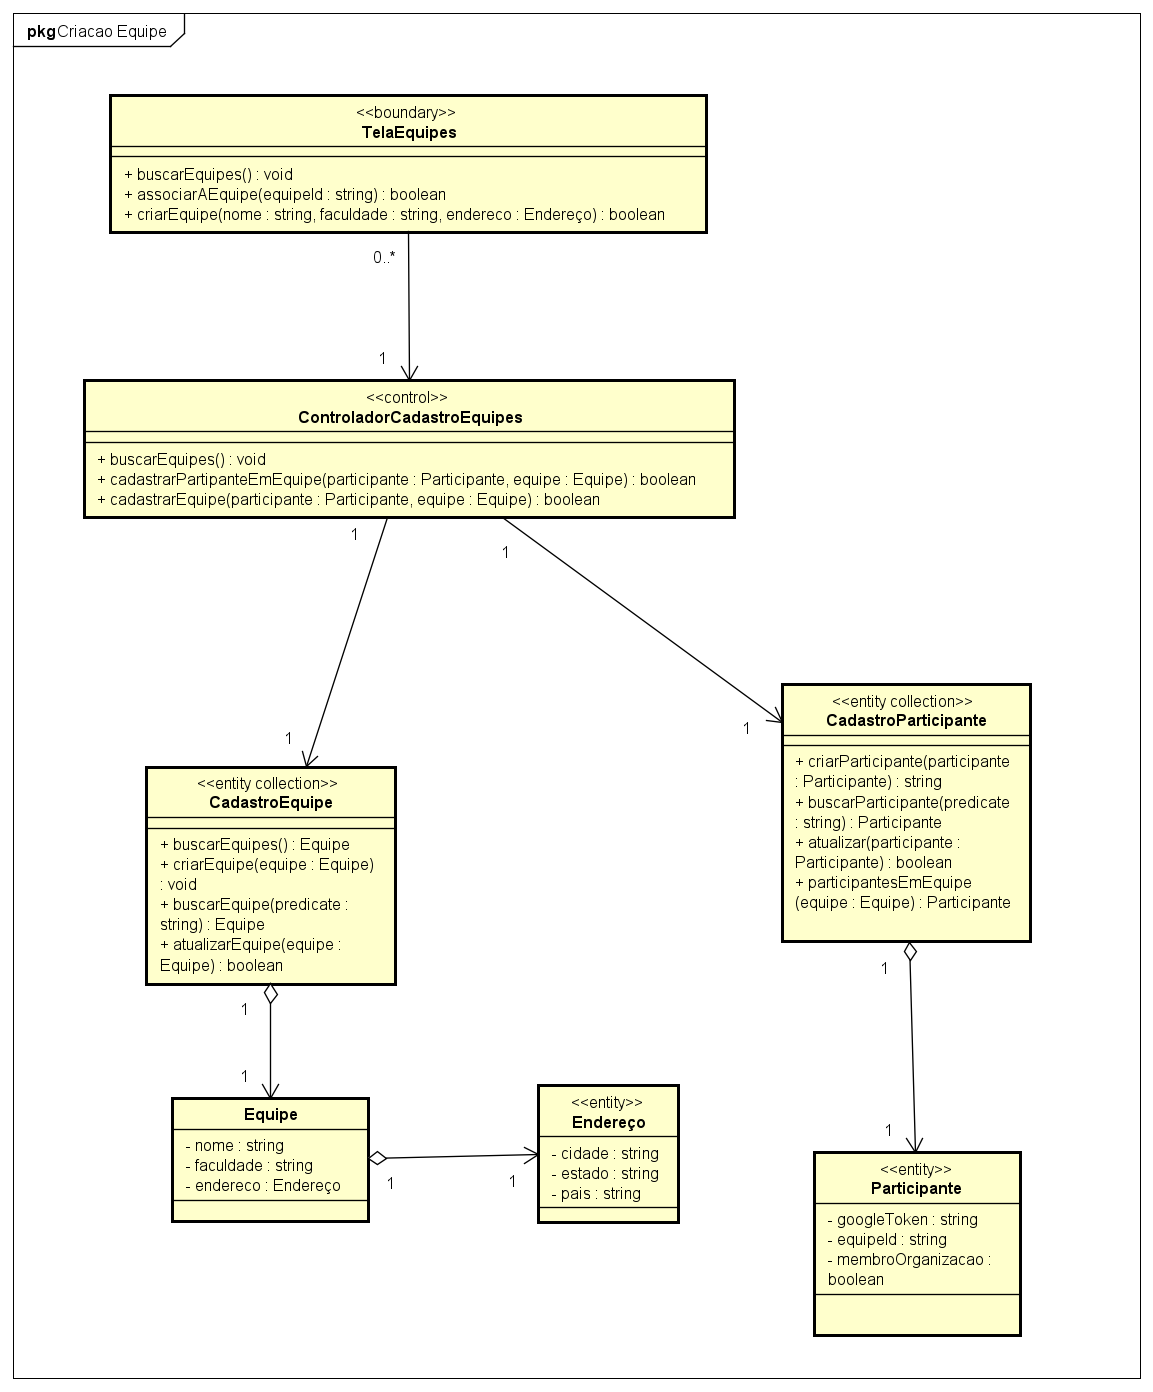 pkg Criacao Equipe
<<boundary>>
TelaEquipes
+ buscarEquipes() : void
+ associarAEquipe(equipeId : string) : boolean
+ criarEquipe(nome : string, faculdade : string, endereco : Endereço) : boolean
0..*
1
<<control>>
ControladorCadastroEquipes
+ buscarEquipes() : void
+ cadastrarPartipanteEmEquipe(participante : Participante, equipe : Equipe) : boolean
+ cadastrarEquipe(participante : Participante, equipe : Equipe) : boolean
1
1
1
1
<<entity collection>>
CadastroParticipante
+ criarParticipante(participante
: Participante) : string
+ buscarParticipante(predicate
: string) : Participante
+ atualizar(participante :
Participante) : boolean
+ participantesEmEquipe
(equipe : Equipe) : Participante
<<entity collection>>
CadastroEquipe
+ buscarEquipes() : Equipe
+ criarEquipe(equipe : Equipe)
: void
+ buscarEquipe(predicate :
string) : Equipe
+ atualizarEquipe(equipe :
Equipe) : boolean
1
1
1
1
Equipe
- nome : string
- faculdade : string
- endereco : Endereço
1
1
<<entity>>
Endereço
- cidade : string
- estado : string
- pais : string
<<entity>>
Participante
- googleToken : string
- equipeId : string
- membroOrganizacao :
boolean